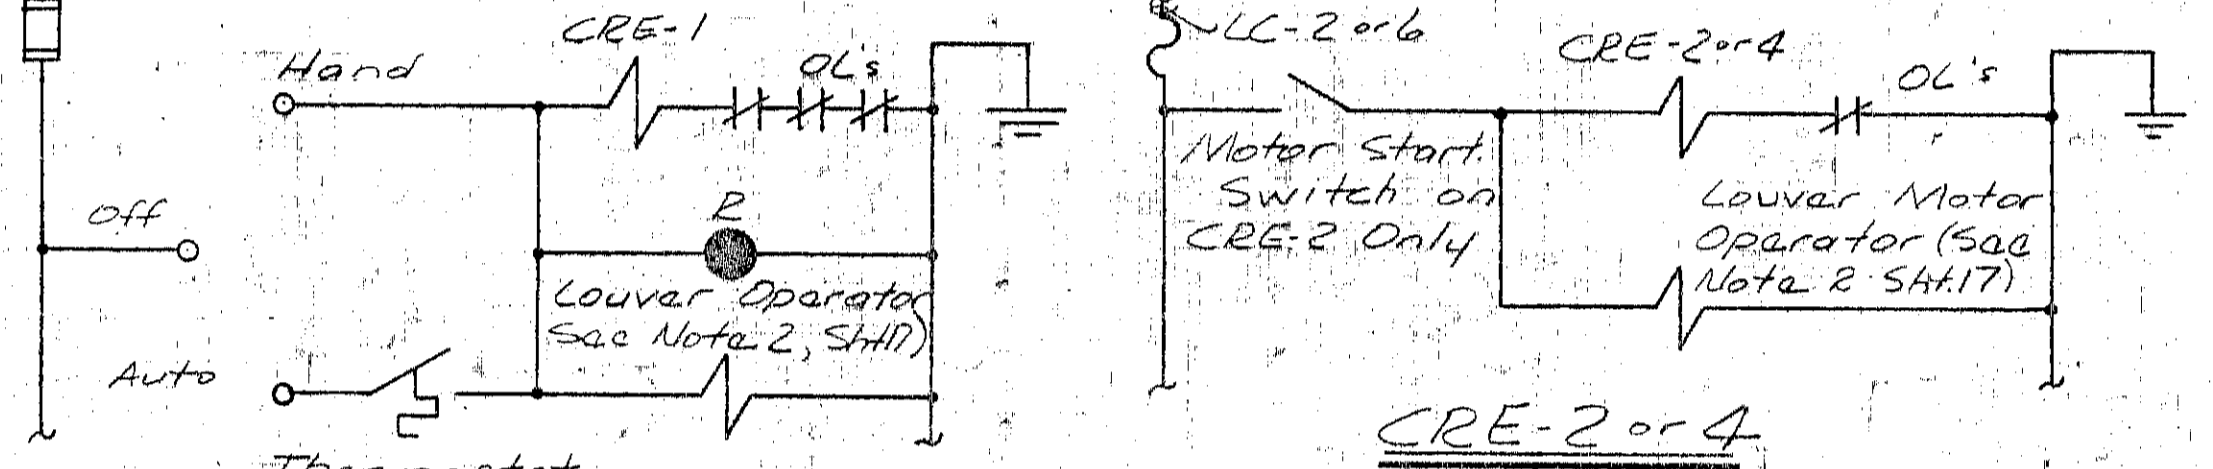 CRE-1
Hand
OL's
Off
R
Louver Operator
See Note 2, Sht17)
Auto
Thermostat
LC-2 or 6
CRE-2 or 4
OL's
Motor Start
Switch on
CRE-2 Only
Louver Motor
Operator (See
Note 2 Sht.17)
CRE-2 or 4